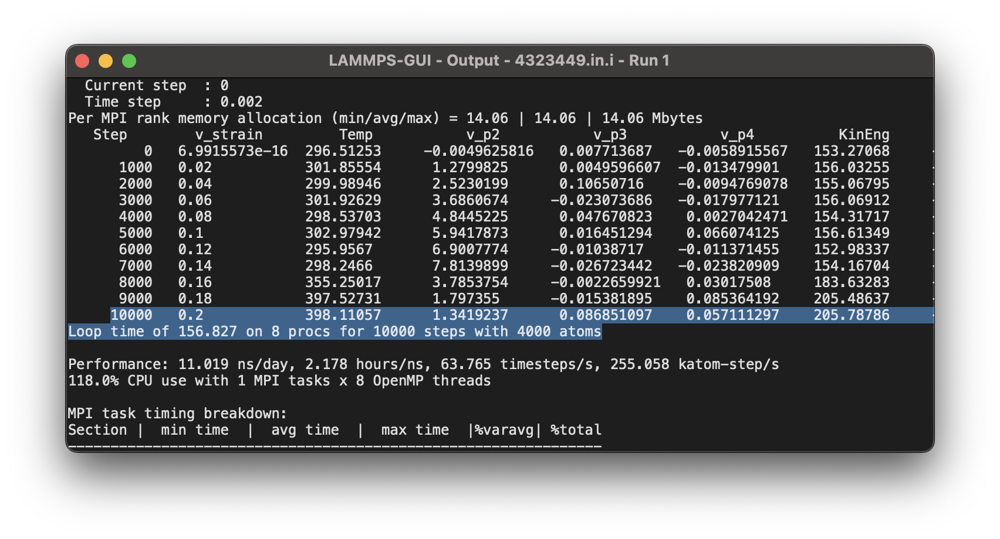 LAMMPS-GUI - Output - 4323449.in.i - Run 1
Current step : 0
Time step : 0.002
Per MPI rank memory allocation (min/avg/max) = 14.06 | 14.06 | 14.06 Mbytes
Step v_strain Temp v_p2 v_p3 v_p4 KinEng
0 6.9915573e-16 296.51253 -0.0049625816 0.007713687 -0.0058915567 153.27068 -
1000 0.02 301.85554 1.2799825 0.0049596607 -0.013479901 156.03255 -
2000 0.04 299.98946 2.5230199 0.10650716 -0.0094769078 155.06795 -
3000 0.06 301.92629 3.6860674 -0.023073686 -0.017977121 156.06912 -
4000 0.08 298.53703 4.8445225 0.047670823 0.0027042471 154.31717 -
5000 0.1 302.97942 5.9417873 0.016451294 0.066074125 156.61349 -
6000 0.12 295.9567 6.9007774 -0.01038717 -0.011371455 152.98337 -
7000 0.14 298.2466 7.8139899 -0.026723442 -0.023820909 154.16704 -
8000 0.16 355.25017 3.7853754 -0.0022659921 0.03017508 183.63283 -
9000 0.18 397.52731 1.797355 -0.015381895 0.085364192 205.48637 -
10000 0.2 398.11057 1.3419237 0.086851097 0.057111297 205.78786 -
Loop time of 156.827 on 8 procs for 10000 steps with 4000 atoms
Performance: 11.019 ns/day, 2.178 hours/ns, 63.765 timesteps/s, 255.058 katom-step/s
118.0% CPU use with 1 MPI tasks x 8 OpenMP threads
MPI task timing breakdown:
Section | min time | avg time | max time |%varavg| %total
---------------------------------------------------------------